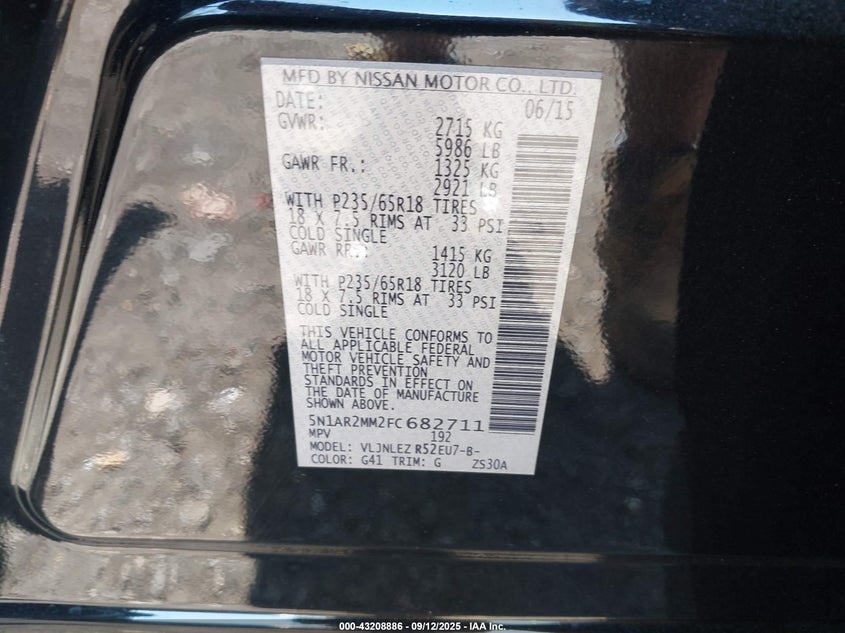 MFD BY NISSAN MOTOR CO., LTD.
DATE: 06/15
GVWR: 2715 KG
5986 LB
GAWR FR.: 1325 KG
2921 LB
WITH P235/65R18 TIRES
18 X 7.5 RIMS AT 33 PSI
COLD SINGLE
GAWR RR.: 1415 KG
3120 LB
WITH P235/65R18 TIRES
18 X 7.5 RIMS AT 33 PSI
COLD SINGLE
THIS VEHICLE CONFORMS TO
ALL APPLICABLE FEDERAL
MOTOR VEHICLE SAFETY AND
THEFT PREVENTION
STANDARDS IN EFFECT ON
THE DATE OF MANUFACTURE
SHOWN ABOVE.
5N1AR2MM2FC682711
MPV 192
MODEL: VLJNLEZ R52EU7-B-
COLOR: G41 TRIM: G ZS30A
000-43208886 - 09/12/2025 - IAA Inc.